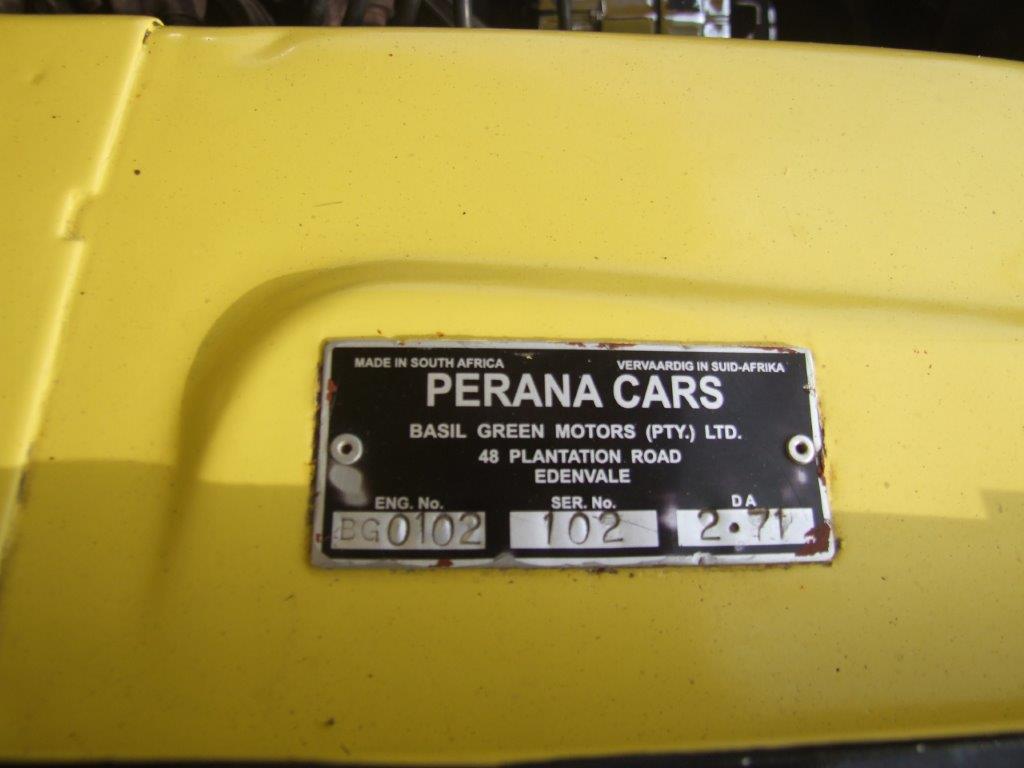 MADE IN SOUTH AFRICA VERVAARDIG IN SUID-AFRIKA
PERANA CARS
BASIL GREEN MOTORS (PTY.) LTD.
48 PLANTATION ROAD
EDENVALE
ENG. No. SER. No. DA
BG0102 102 2·71